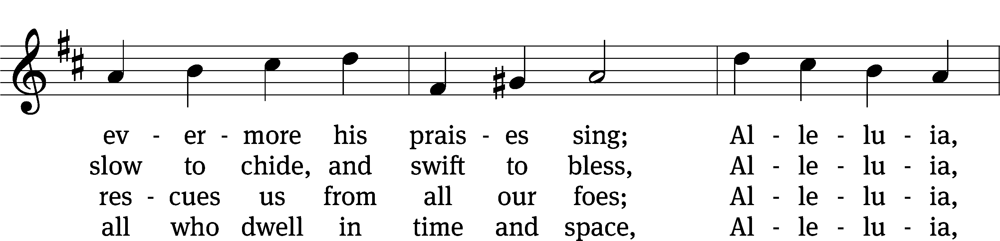 ev - er - more his prais - es sing; Al - le - lu - ia,
slow to chide, and swift to bless, Al - le - lu - ia,
res - cues us from all our foes; Al - le - lu - ia,
all who dwell in time and space, Al - le - lu - ia,